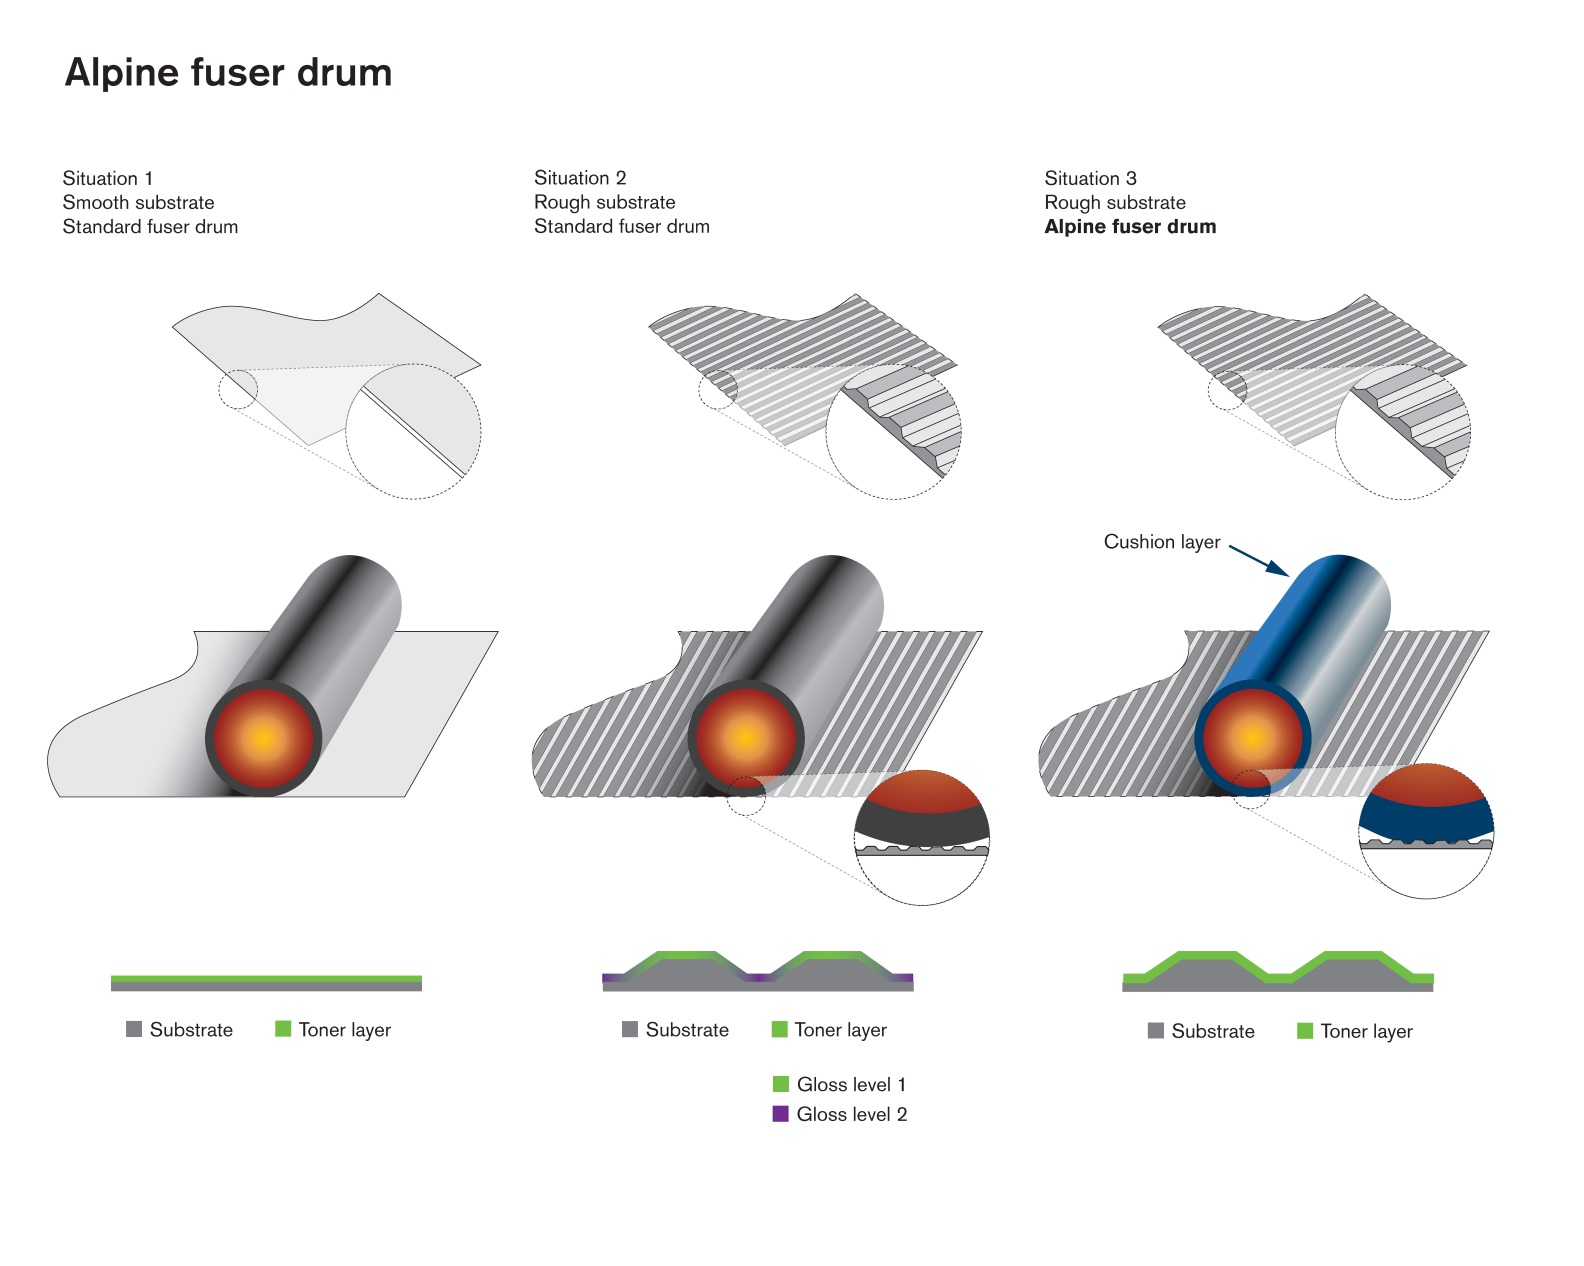 Alpine fuser drum
Situation 1
Smooth substrate
Standard fuser drum
Situation 2
Rough substrate
Standard fuser drum
Situation 3
Rough substrate
Alpine fuser drum
Cushion layer
Substrate
Toner layer
Substrate
Toner layer
Gloss level 1
Gloss level 2
Substrate
Toner layer